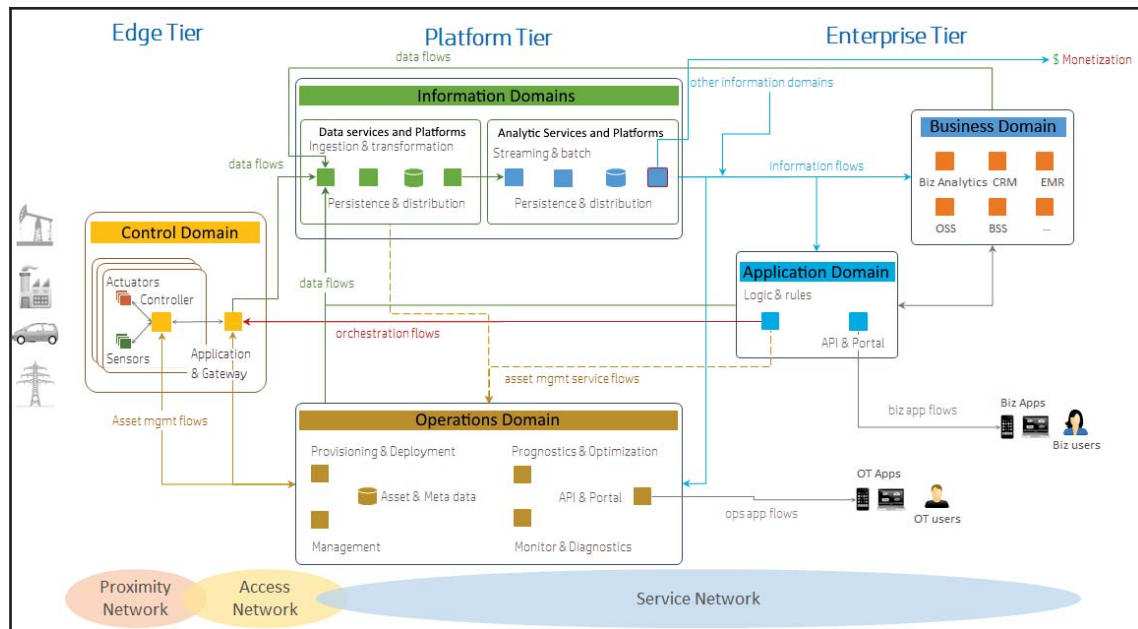 Edge Tier
Platform Tier
Enterprise Tier
data flows
$ Monetization
other information domains
Information Domains
Business Domain
Data services and Platforms
Ingestion & transformation
Analytic Services and Platforms
Streaming & batch
data flows
information flows
Biz Analytics
CRM
EMR
Persistence & distribution
Persistence & distribution
OSS
BSS
...
Control Domain
Application Domain
Actuators
Controller
data flows
Logic & rules
Sensors
Application
& Gateway
orchestration flows
API & Portal
asset mgmt service flows
Asset mgmt flows
biz app flows
Biz Apps
Biz users
Operations Domain
Provisioning & Deployment
Prognostics & Optimization
Asset & Meta data
API & Portal
OT Apps
ops app flows
OT users
Management
Monitor & Diagnostics
Proximity
Network
Access
Network
Service Network